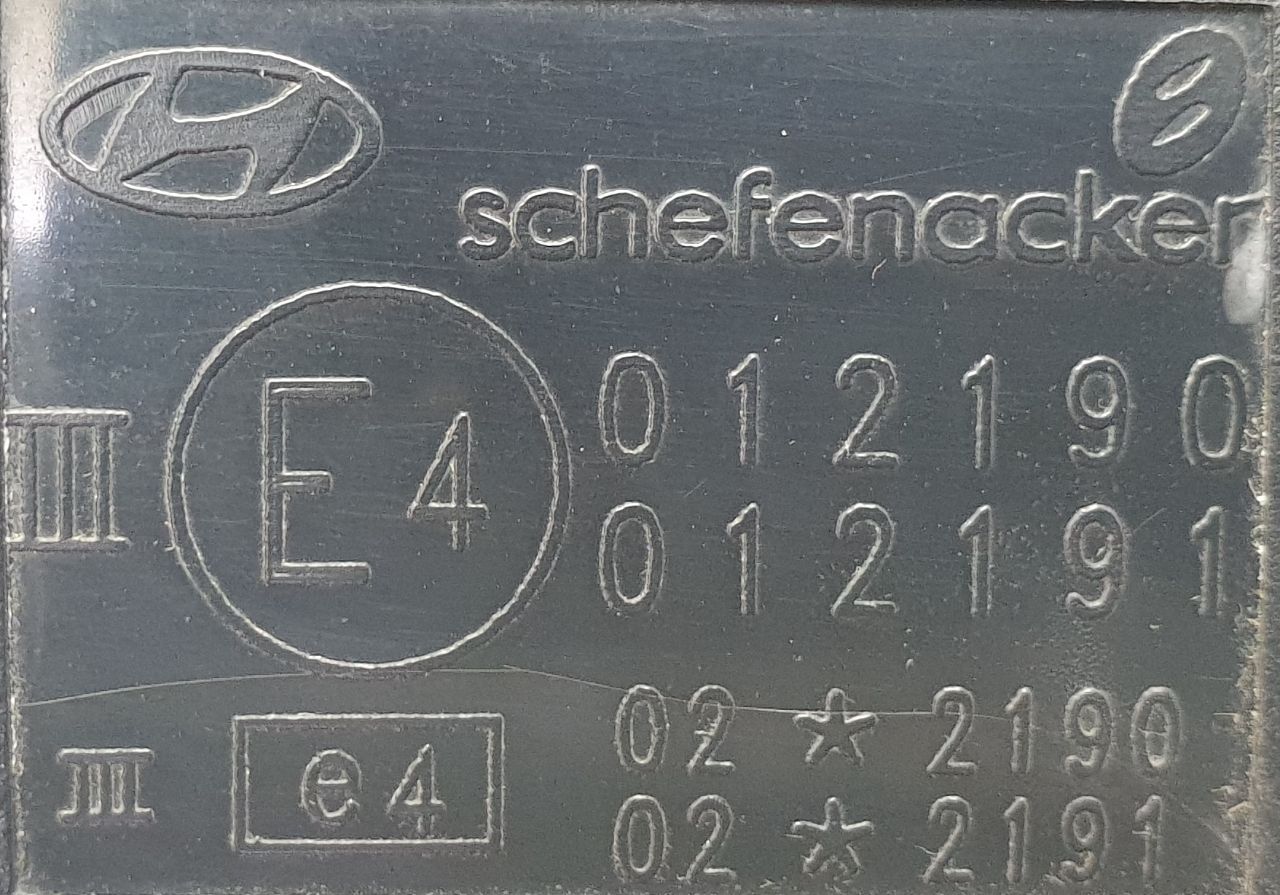 schefenacker
III E4 012190
012191
02 * 2190
III e4
02 * 2191